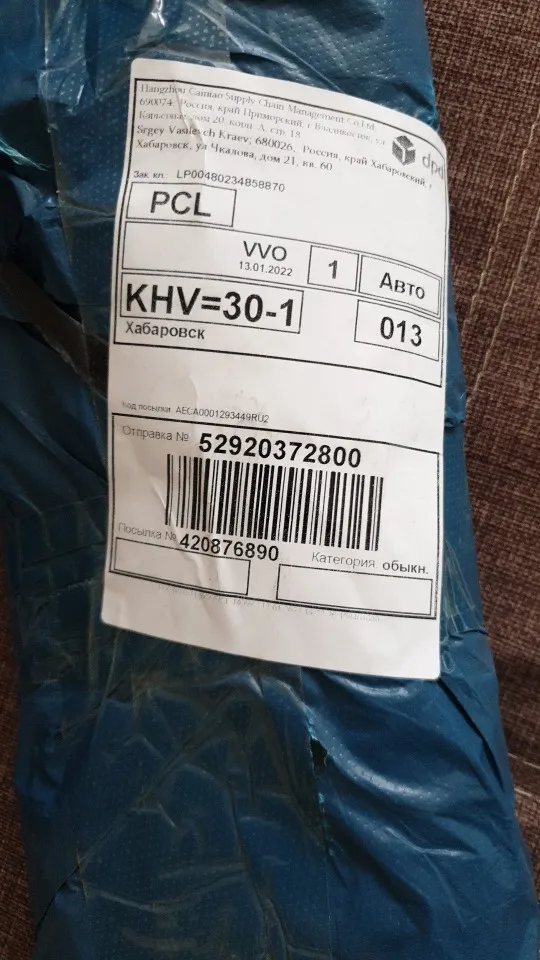 Hangzhou Cainiao Supply Chain Management Co Ltd,
690074, Россия, край Приморский, г Владивосток, ул
Карьерная, дом 20, корп. А, стр. 18
Srgey Vasilevich Kraev; 680026, Россия, край Хабаровский, г
Хабаровск, ул Чкалова, дом 21, кв. 60
dpd
Зак. кл.: LP00480234858870
PCL
VVO
13.01.2022
1
Авто
KHV=30-1
013
Хабаровск
Код посылки AECA0001293449RU2
Отправка № 52920372800
Посылка № 420876890
Категория обыкн.